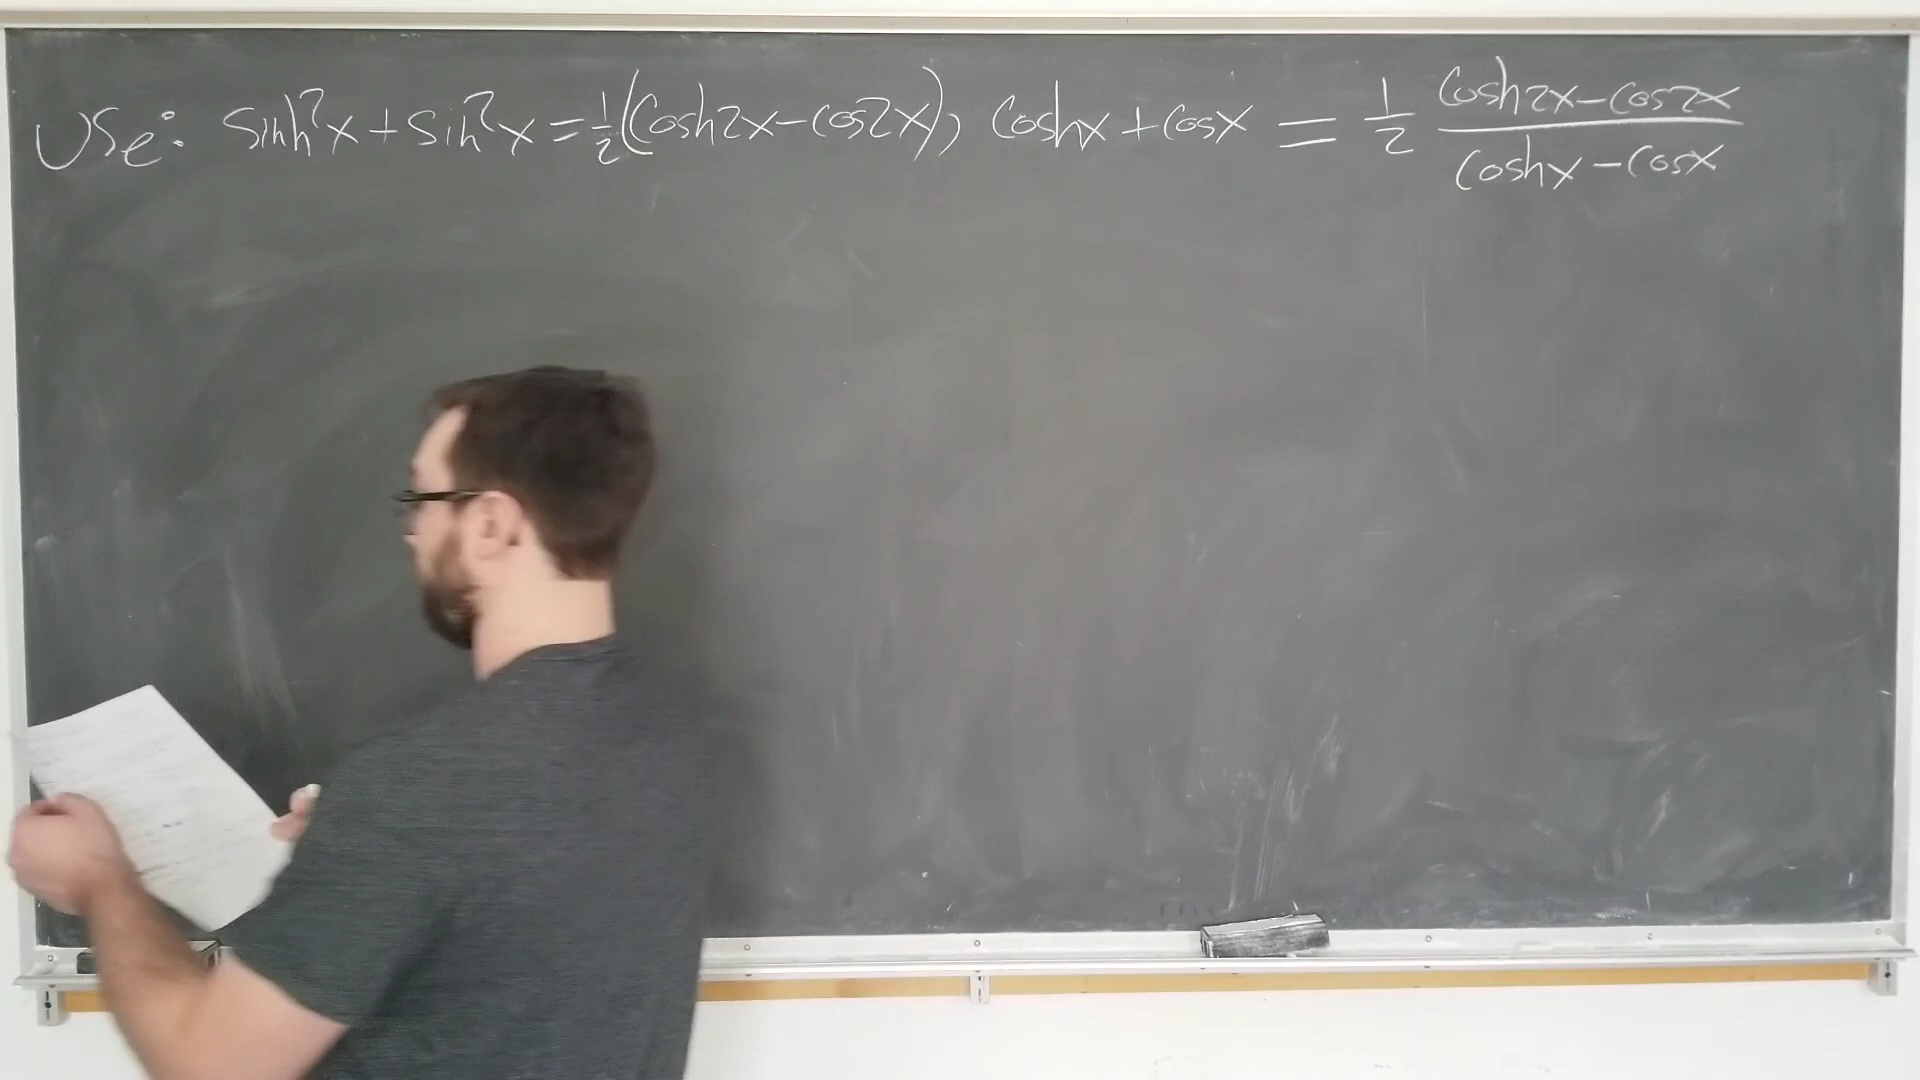 Use: sinh²x + sin²x = 1/2 (cosh2x - cos2x), coshx + cosx = 1/2 (cosh2x - cos2x)/(coshx - cosx)